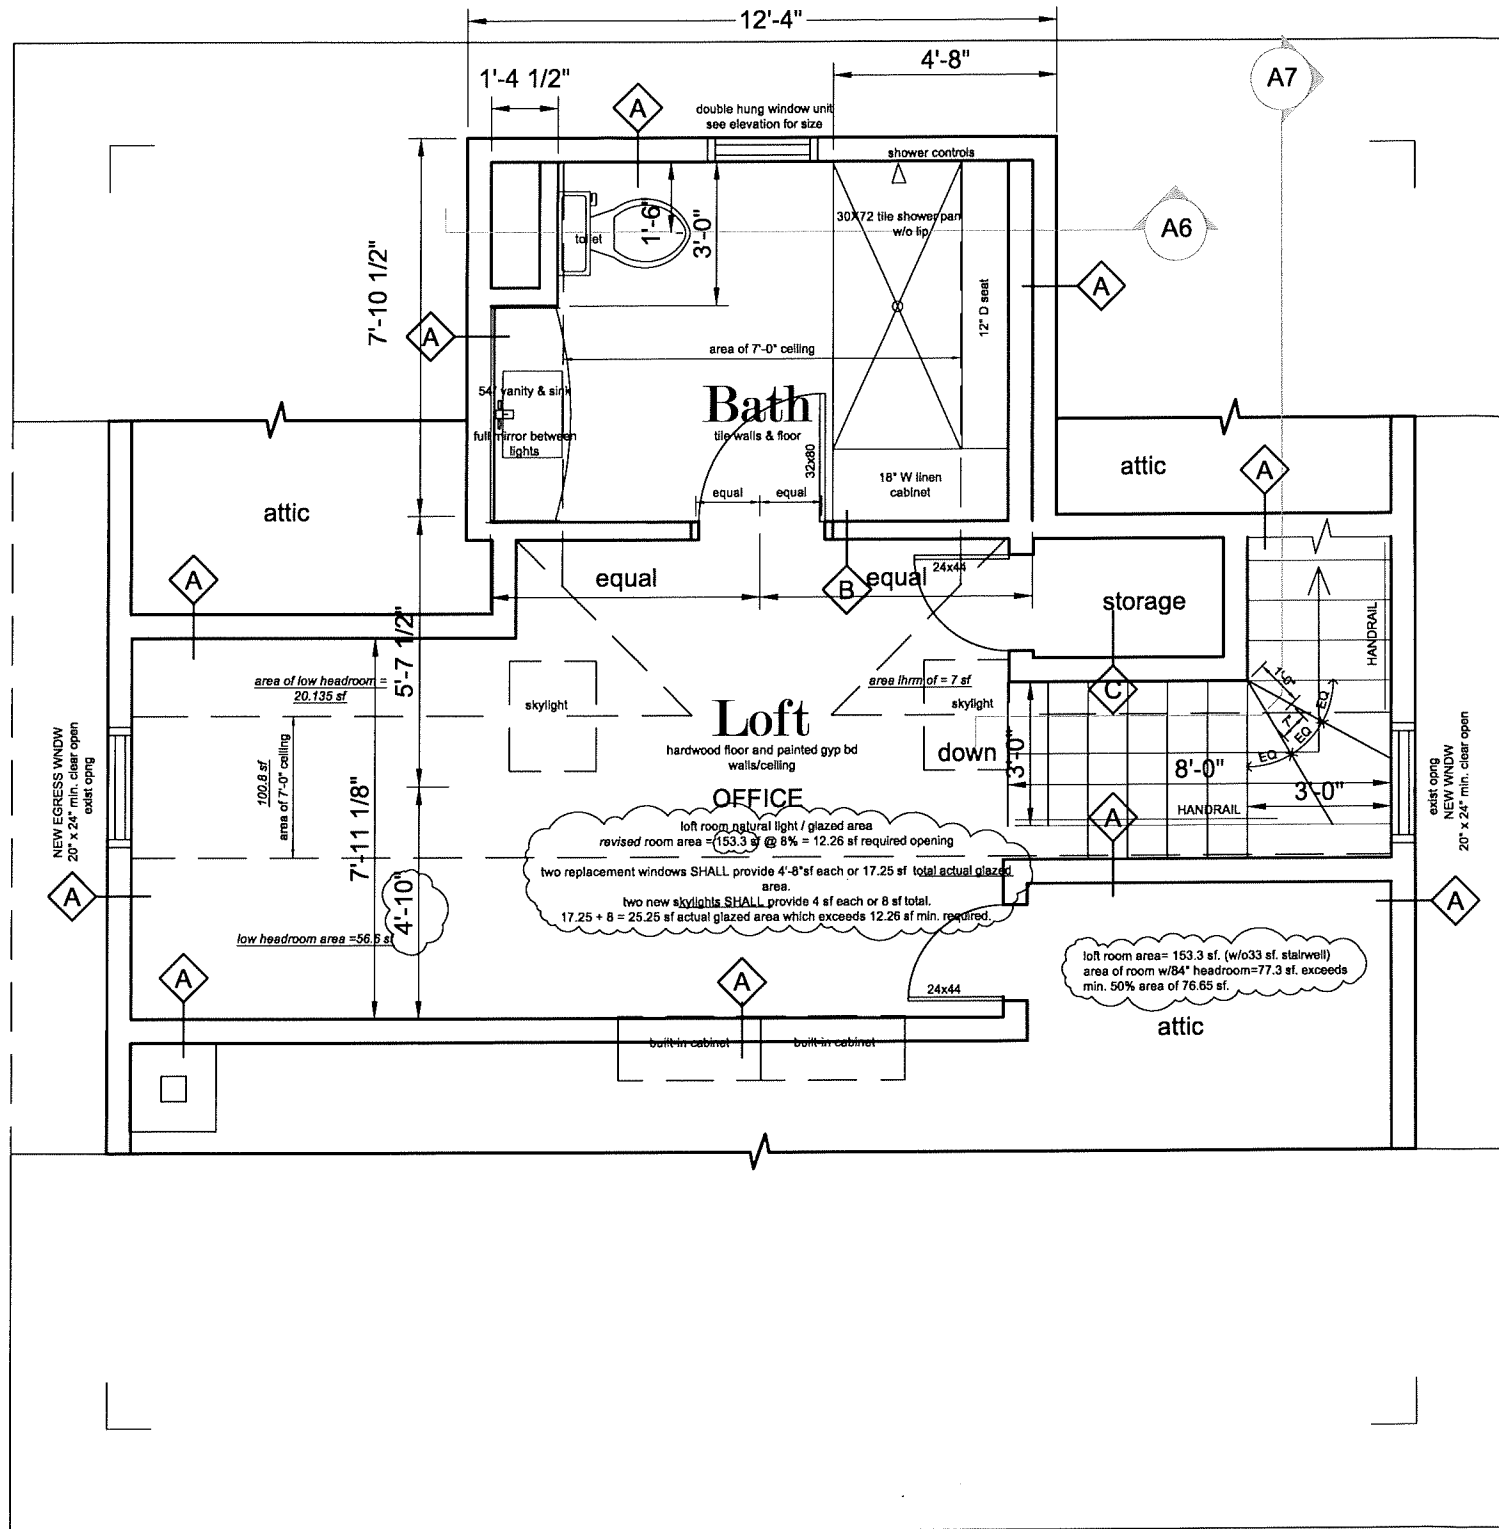 12'-4"
4'-8"
1'-4 1/2"
A7
A
double hung window unit
see elevation for size
shower controls
30X72 tile shower pan
w/o lip
A6
toilet
1'-6"
3'-0"
7'-10 1/2"
A
12" D seat
A
area of 7'-0" ceiling
54" vanity & sink
Bath
tile walls & floor
full mirror between
lights
32x80
18" W linen
cabinet
attic
A
attic
equal
equal
A
equal
B
equal
24x44
storage
HANDRAIL
5'-7 1/2"
area of low headroom =
20.135 sf
area lhrm of = 7 sf
C
1'-0"
7"
EQ
EQ
EQ
skylight
skylight
Loft
hardwood floor and painted gyp bd
walls/ceiling
down
3'-0"
8'-0"
3'-0"
HANDRAIL
NEW EGRESS WNDW
20" x 24" min. clear open
exist opng
100.8 sf
area of 7'-0" ceiling
7'-11 1/8"
exist opng
NEW WNDW
20" x 24" min. clear open
OFFICE
A
loft room natural light / glazed area
revised room area =153.3 sf @ 8% = 12.26 sf required opening
two replacement windows SHALL provide 4'-8"sf each or 17.25 sf total actual glazed
area.
two new skylights SHALL provide 4 sf each or 8 sf total.
17.25 + 8 = 25.25 sf actual glazed area which exceeds 12.26 sf min. required.
A
4'-10"
A
low headroom area =56.6 sf
loft room area= 153.3 sf. (w/o33 sf. stairwell)
area of room w/84" headroom=77.3 sf. exceeds
min. 50% area of 76.65 sf.
A
A
24x44
attic
built-in cabinet
built-in cabinet